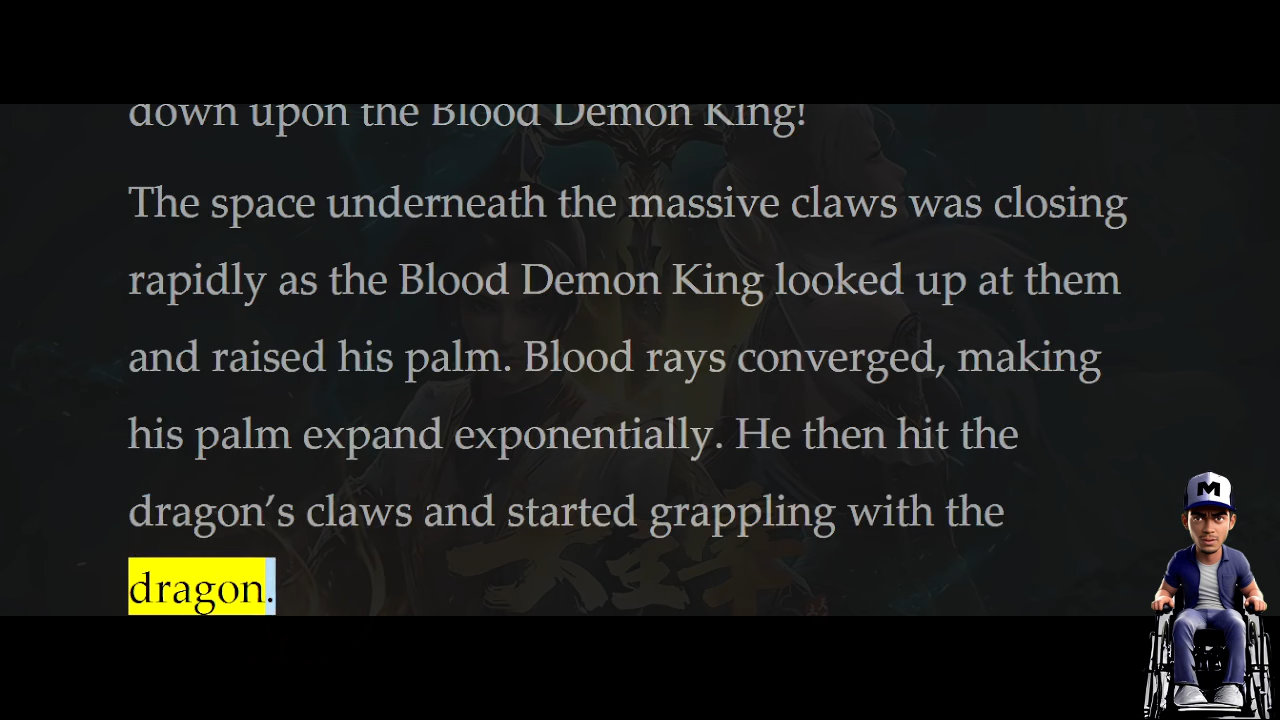 down upon the Blood Demon King!
The space underneath the massive claws was closing
rapidly as the Blood Demon King looked up at them
and raised his palm. Blood rays converged, making
his palm expand exponentially. He then hit the
dragon’s claws and started grappling with the
dragon.
M